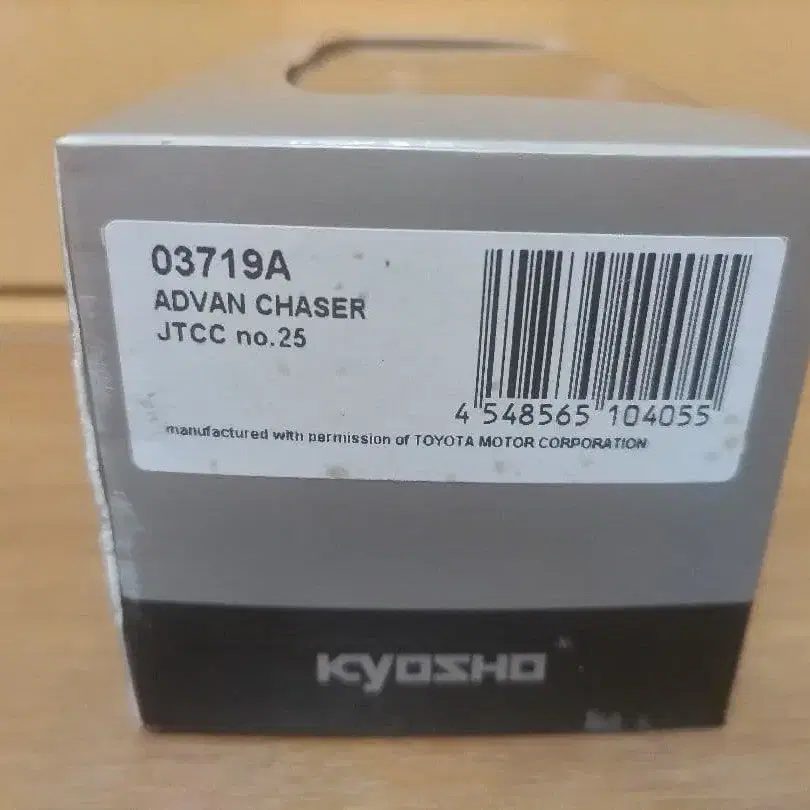 03719A
ADVAN CHASER
JTCC no.25
4 548565 104055
manufactured with permission of TOYOTA MOTOR CORPORATION
KYOSHO